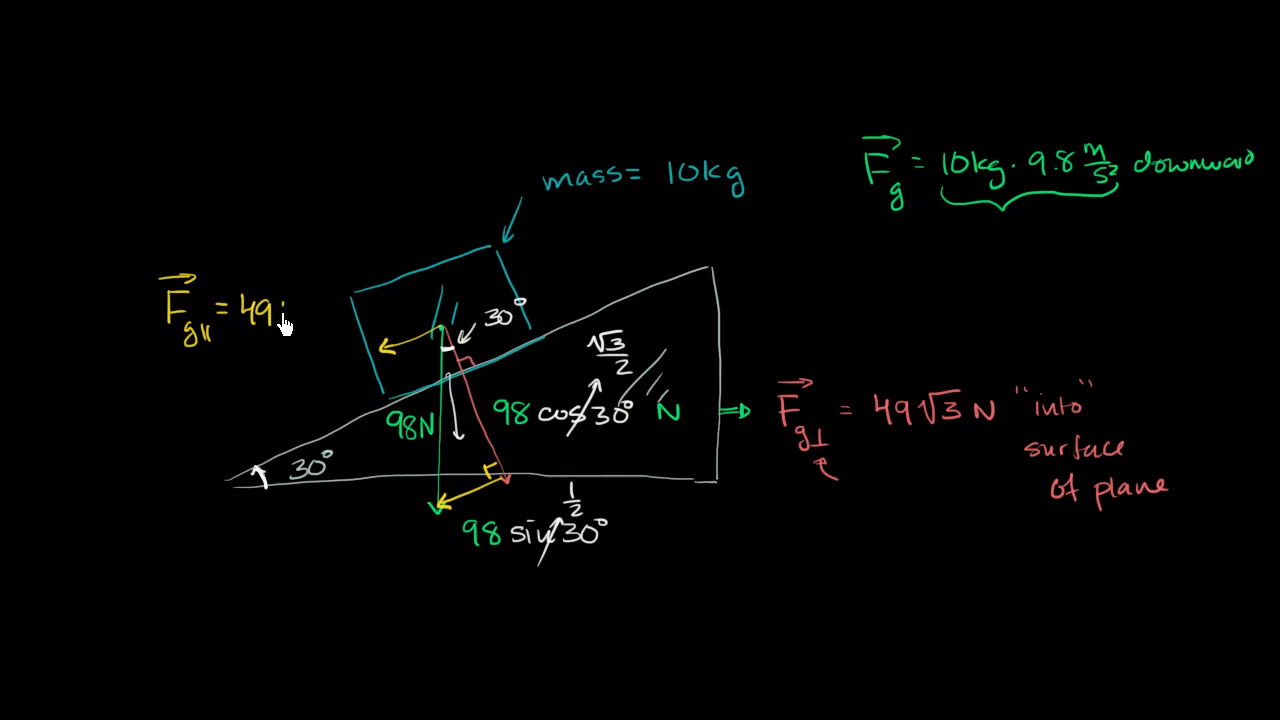 mass= 10kg
F⃗g = 10kg · 9.8 m/s² downward
F⃗g|| = 49
30°
√3/2
98N
98 cos 30° N
⇒ F⃗g⊥ = 49√3 N "into"
surface
of plane
30°
1/2
98 sin 30°